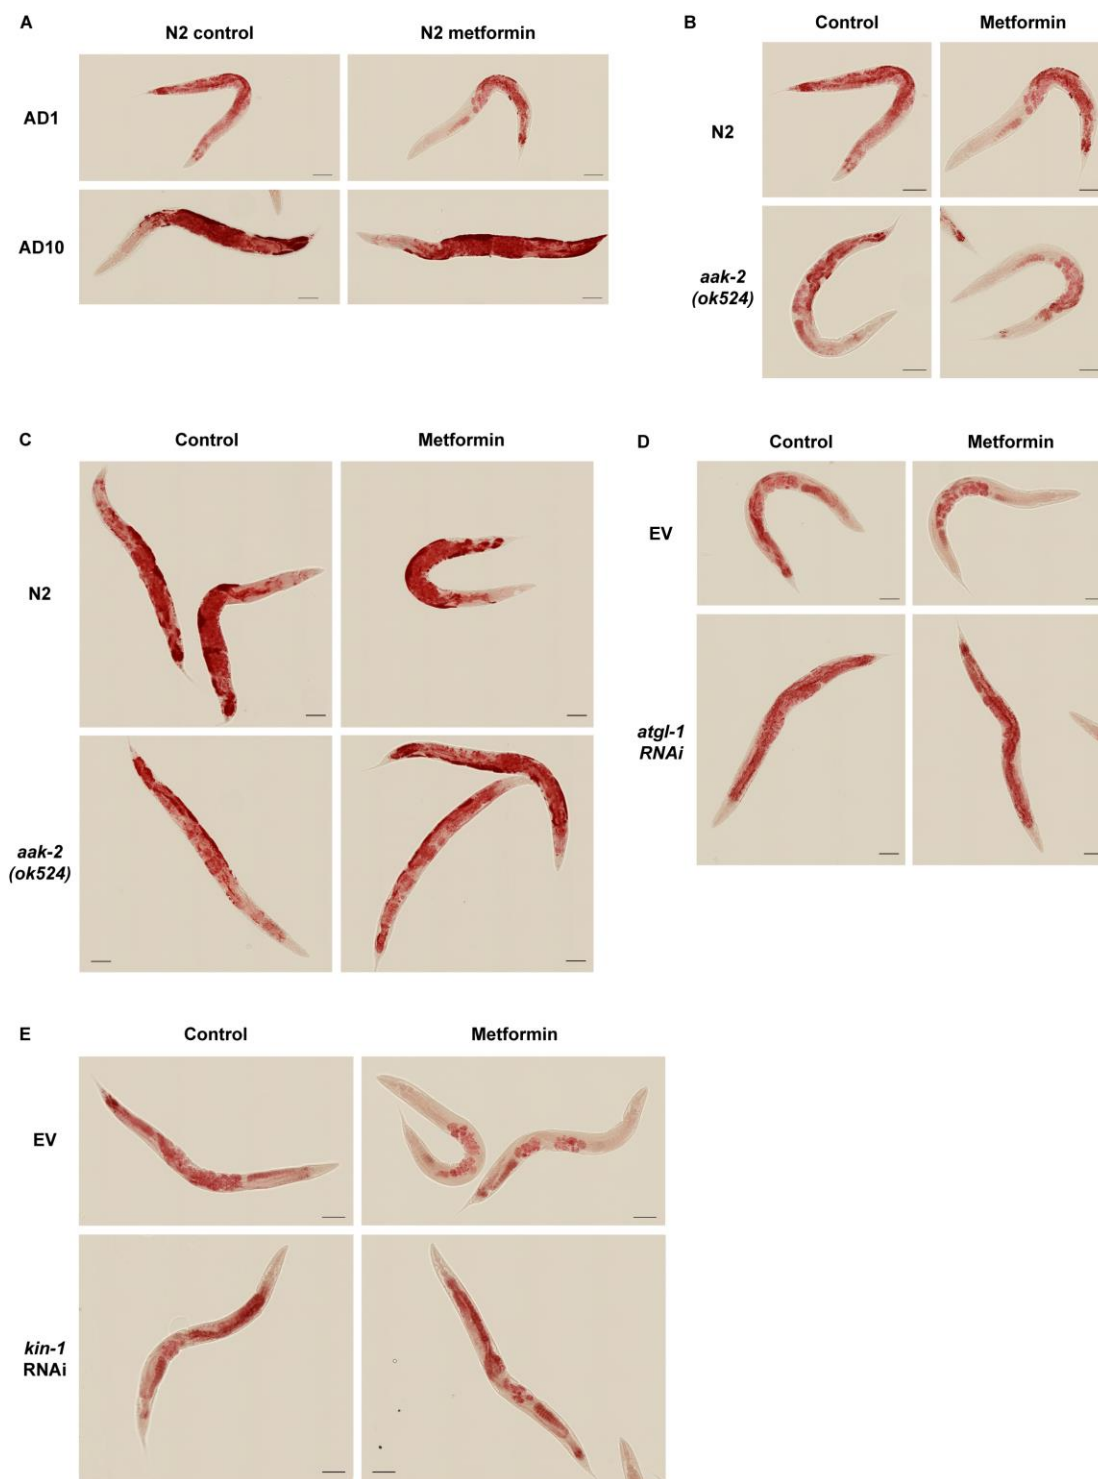 A
N2 control
N2 metformin
AD1
AD10
B
Control
Metformin
N2
aak-2
(ok524)
C
Control
Metformin
N2
aak-2
(ok524)
D
Control
Metformin
EV
atgl-1
RNAi
E
Control
Metformin
EV
kin-1
RNAi